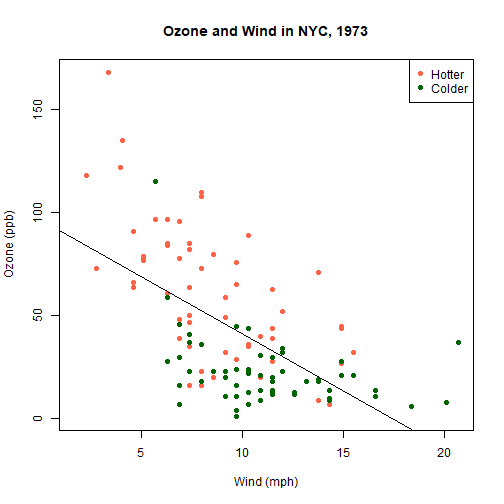 Ozone and Wind in NYC, 1973
Hotter
Colder
Ozone (ppb)
150
100
50
0
5 10 15 20
Wind (mph)